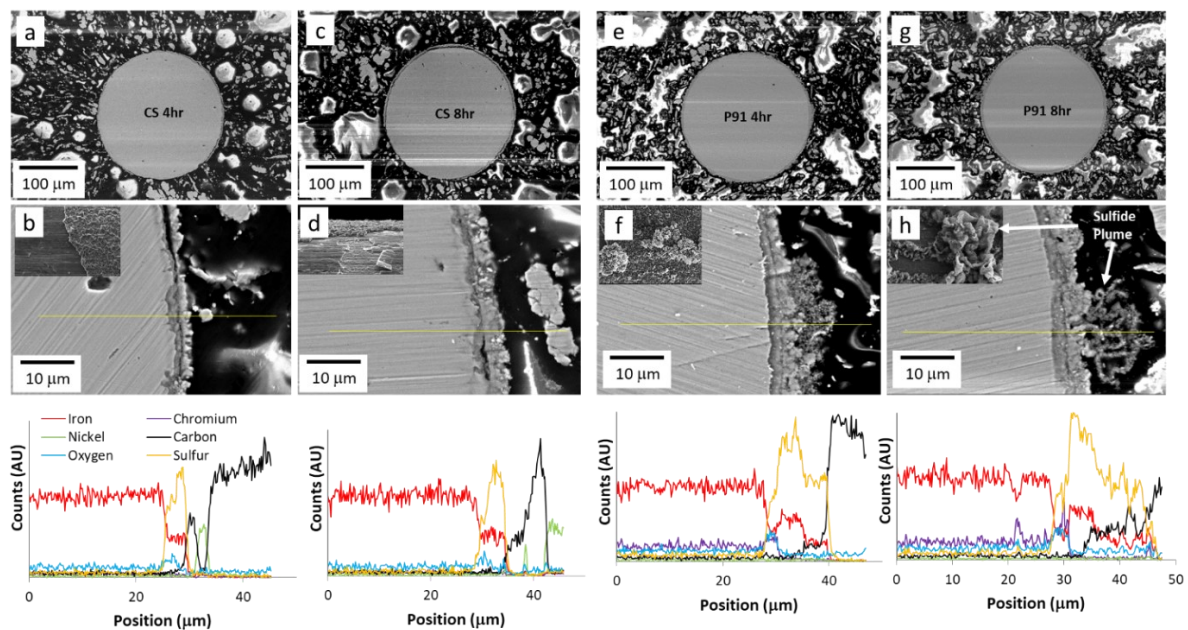 a
CS 4hr
100 µm
c
CS 8hr
100 µm
e
P91 4hr
100 µm
g
P91 8hr
100 µm
b
10 µm
d
10 µm
f
10 µm
h
Sulfide
Plume
10 µm
Iron
Chromium
Nickel
Carbon
Oxygen
Sulfur
Counts (AU)
0
20
40
Position (µm)
Counts (AU)
0
20
40
Position (µm)
Counts (AU)
0
20
40
Position (µm)
Counts (AU)
0
10
20
30
40
50
Position (µm)